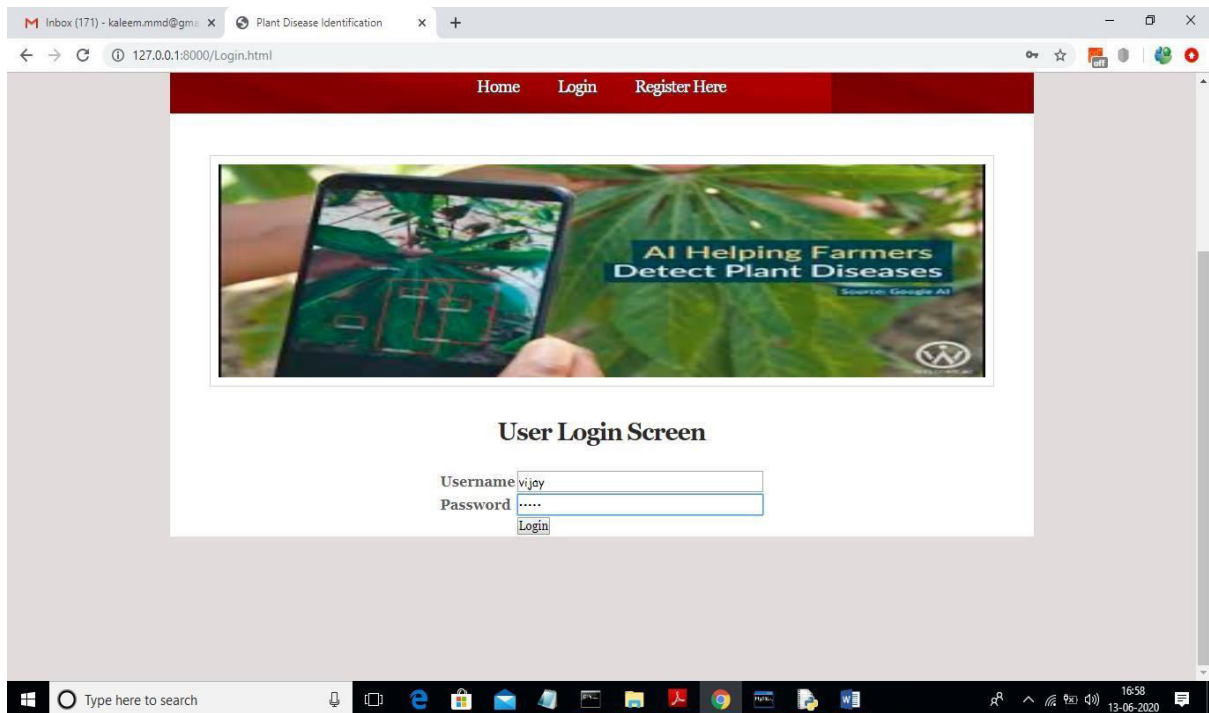 Inbox (171) - kaleem.mmd@gma
Plant Disease Identification
127.0.0.1:8000/Login.html
off
Home Login Register Here
AI Helping Farmers
Detect Plant Diseases
Source: Google AI
User Login Screen
Username vijay
Password •••••
Login
Type here to search
16:58
13-06-2020